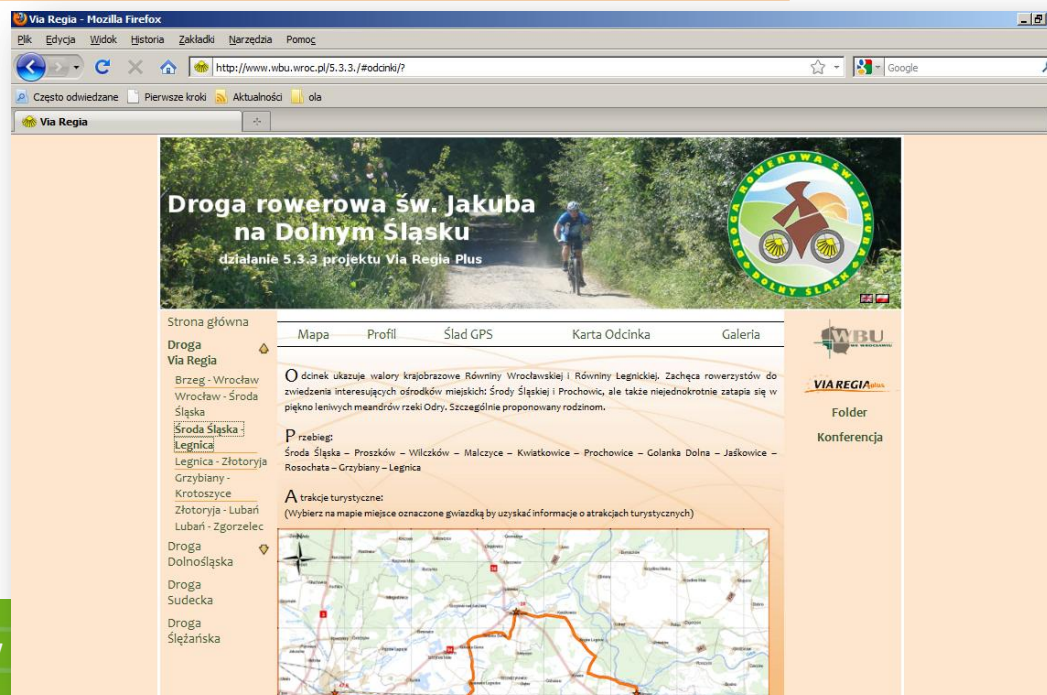 Via Regia - Mozilla Firefox
Plik Edycja Widok Historia Zakładki Narzędzia Pomoc
http://www.wbu.wroc.pl/5.3.3./#odcinki/?
Google
Często odwiedzane Pierwsze kroki Aktualności ola
Via Regia
Droga rowerowa św. Jakuba
na Dolnym Śląsku
działanie 5.3.3 projektu Via Regia Plus
DROGA ROWEROWA ŚW. JAKUBA
DOLNY ŚLĄSK
Strona główna
Droga
Via Regia
Brzeg - Wrocław
Wrocław - Środa
Śląska
Środa Śląska -
Legnica
Legnica - Złotoryja
Grzybiany -
Krotoszyce
Złotoryja - Lubań
Lubań - Zgorzelec
Droga
Dolnośląska
Droga
Sudecka
Droga
Ślężańska
Mapa Profil Ślad GPS Karta Odcinka Galeria
Odcinek ukazuje walory krajobrazowe Równiny Wrocławskiej i Równiny Legnickiej. Zachęca rowerzystów do
zwiedzenia interesujących ośrodków miejskich: Środy Śląskiej i Prochowic, ale także niejednokrotnie zatapia się w
piękno leniwych meandrów rzeki Odry. Szczególnie proponowany rodzinom.
Przebieg:
Środa Śląska – Proszków – Wilczków – Malczyce – Kwiatkowice – Prochowice – Golanka Dolna – Jaśkowice –
Rosochata – Grzybiany – Legnica
Atrakcje turystyczne:
(Wybierz na mapie miejsce oznaczone gwiazdką by uzyskać informacje o atrakcjach turystycznych)
WBU
VIA REGIA plus
Folder
Konferencja